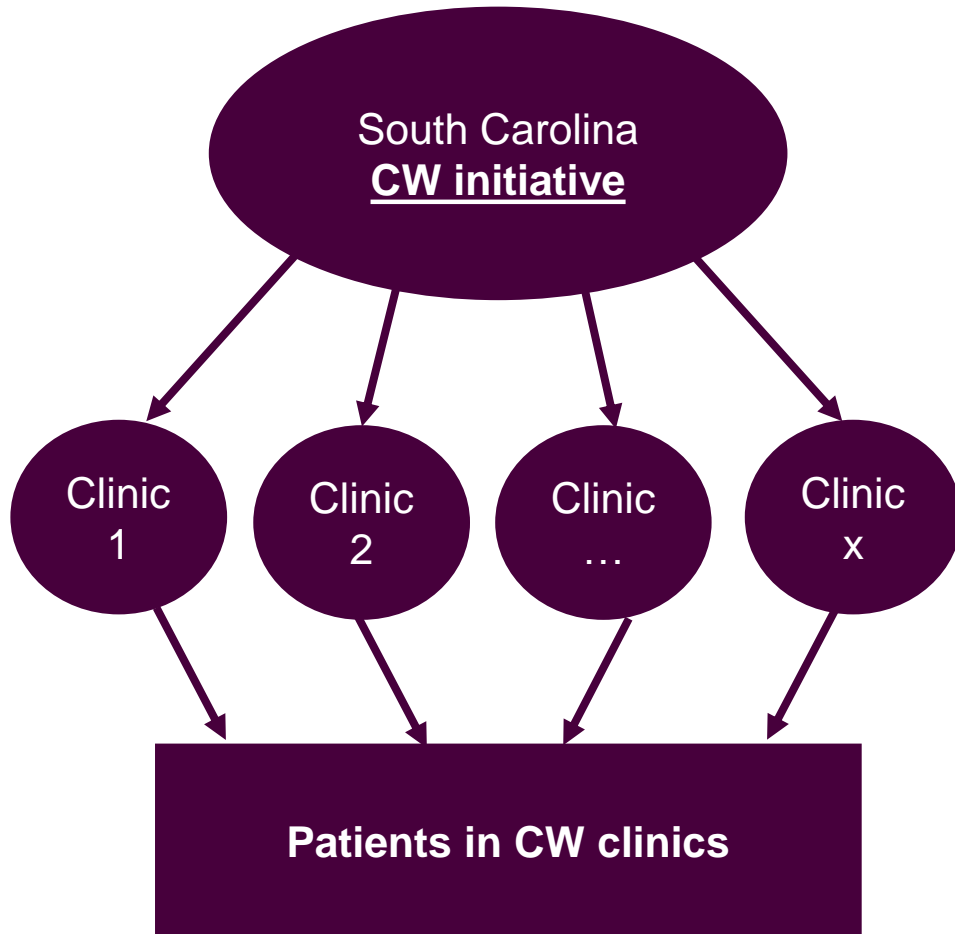 South Carolina
CW initiative
Clinic
1
Clinic
2
Clinic
…
Clinic
x
Patients in CW clinics